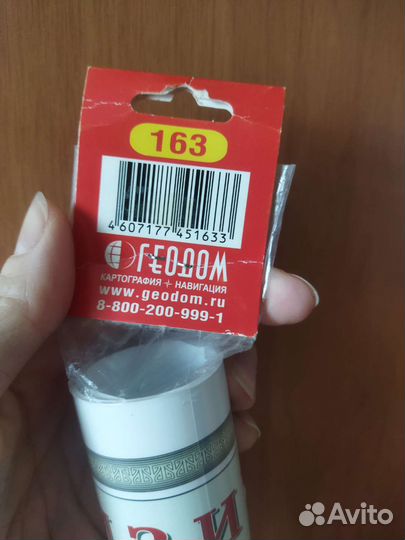 163
4 607177 451633
ГЕОДОМ
КАРТОГРАФИЯ + НАВИГАЦИЯ
www.geodom.ru
8-800-200-999-1
Avito